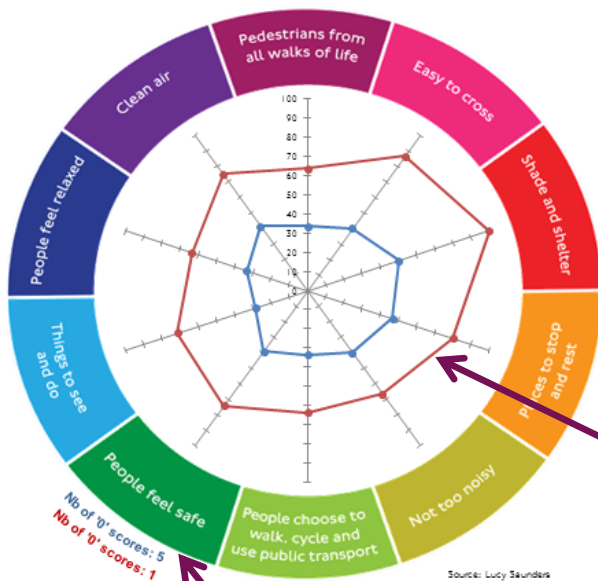 Pedestrians from
all walks of life
Easy to cross
Shade and shelter
Places to stop
and rest
Not too noisy
People choose to
walk, cycle and
use public transport
People feel safe
Things to see
and do
People feel relaxed
Clean air
100
90
80
70
60
50
40
30
20
10
0
Nb of '0' scores: 5
Nb of '0' scores: 1
Source: Lucy Saunders